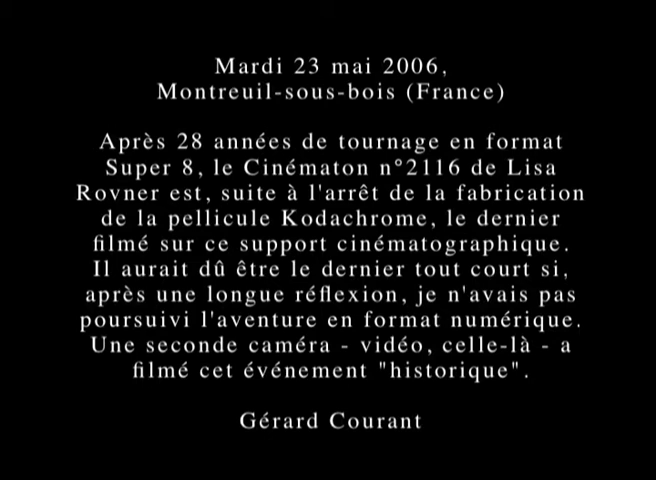 Mardi 23 mai 2006,
Montreuil-sous-bois (France)
Après 28 années de tournage en format
Super 8, le Cinématon n°2116 de Lisa
Rovner est, suite à l'arrêt de la fabrication
de la pellicule Kodachrome, le dernier
filmé sur ce support cinématographique.
Il aurait dû être le dernier tout court si,
après une longue réflexion, je n'avais pas
poursuivi l'aventure en format numérique.
Une seconde caméra - vidéo, celle-là - a
filmé cet événement "historique".
Gérard Courant